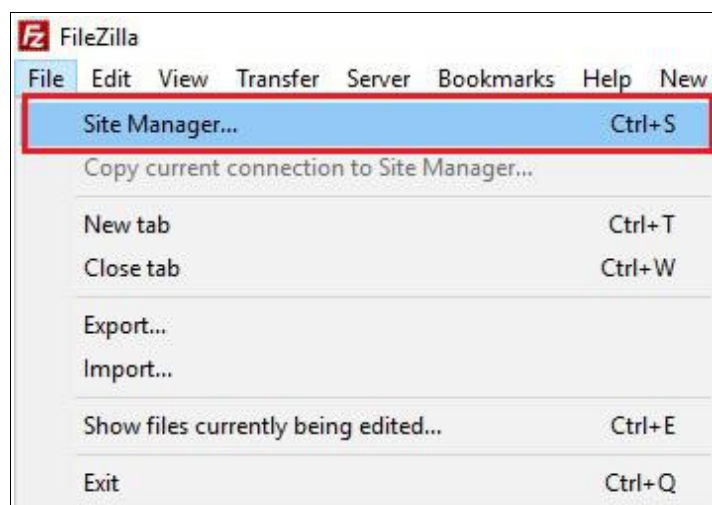 Fz FileZilla
File Edit View Transfer Server Bookmarks Help New
Site Manager... Ctrl+S
Copy current connection to Site Manager...
New tab Ctrl+T
Close tab Ctrl+W
Export...
Import...
Show files currently being edited... Ctrl+E
Exit Ctrl+Q